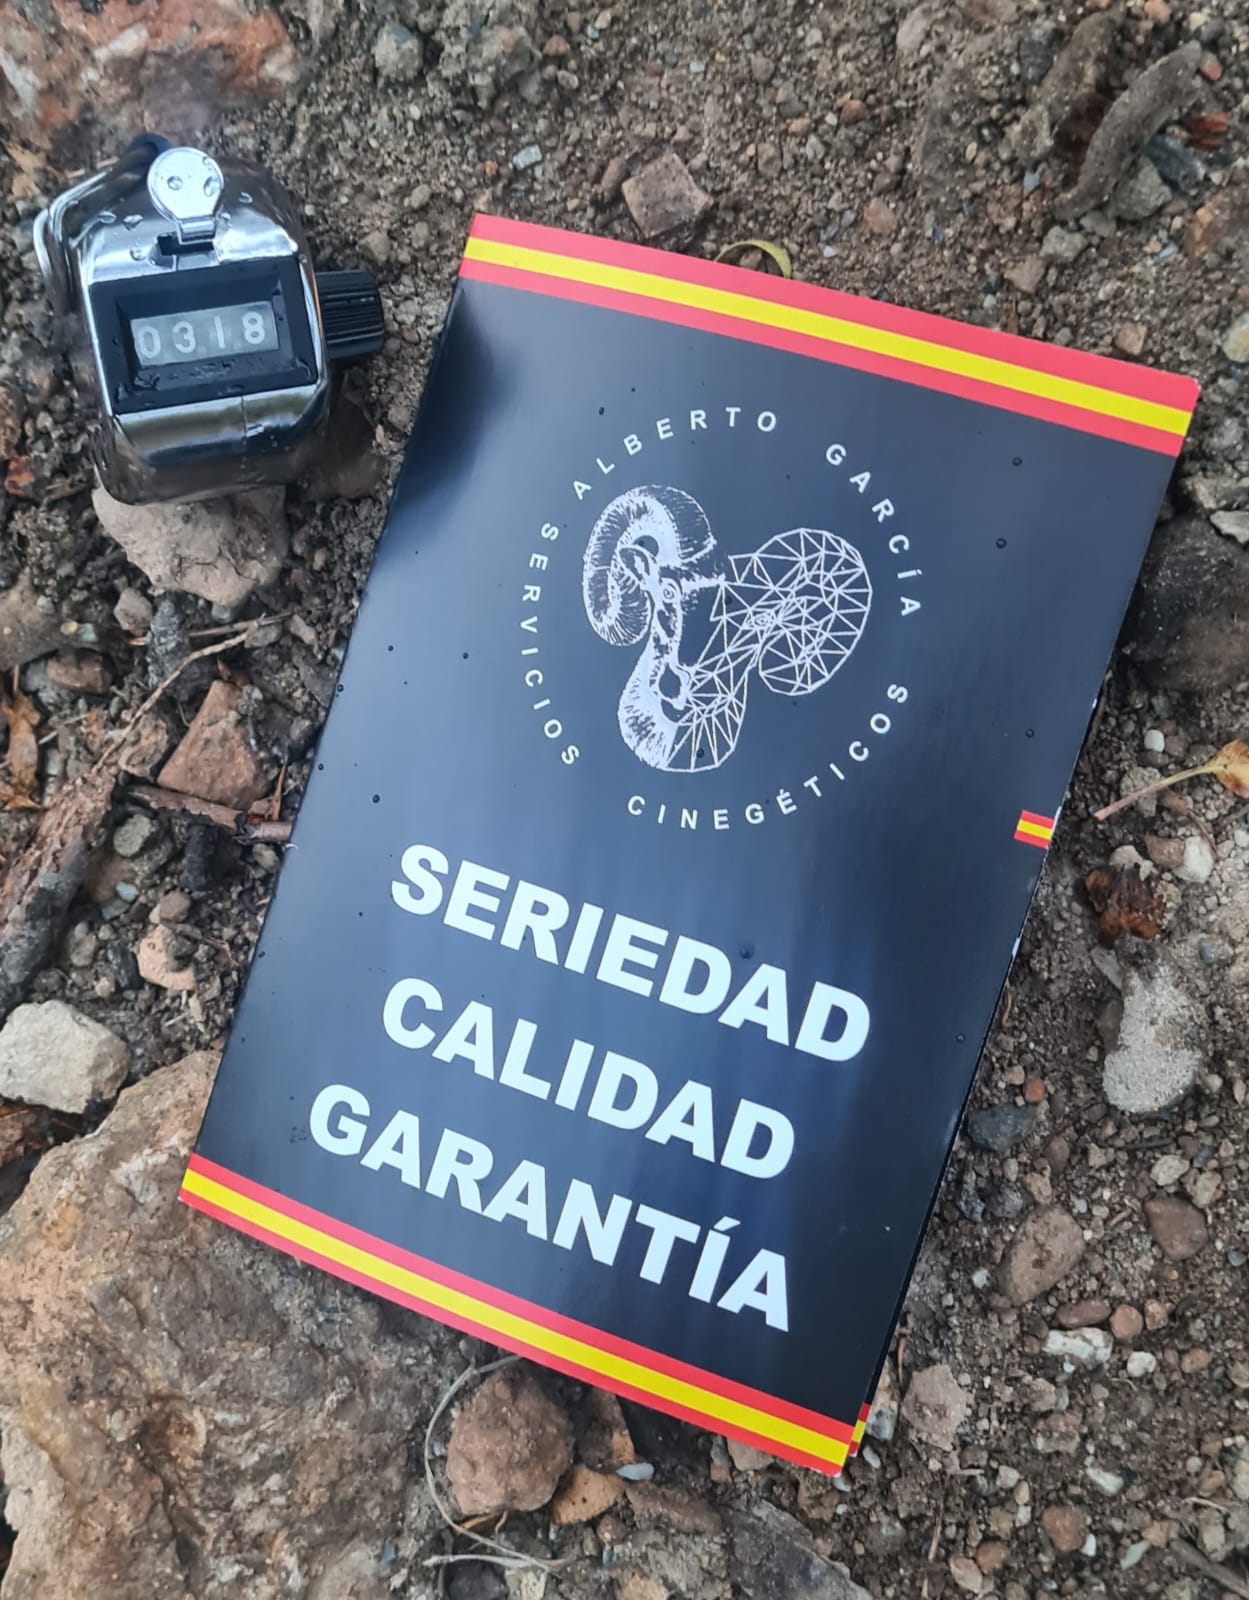 0318
ALBERTO GARCÍA
SERVICIOS CINEGÉTICOS
SERIEDAD
CALIDAD
GARANTÍA